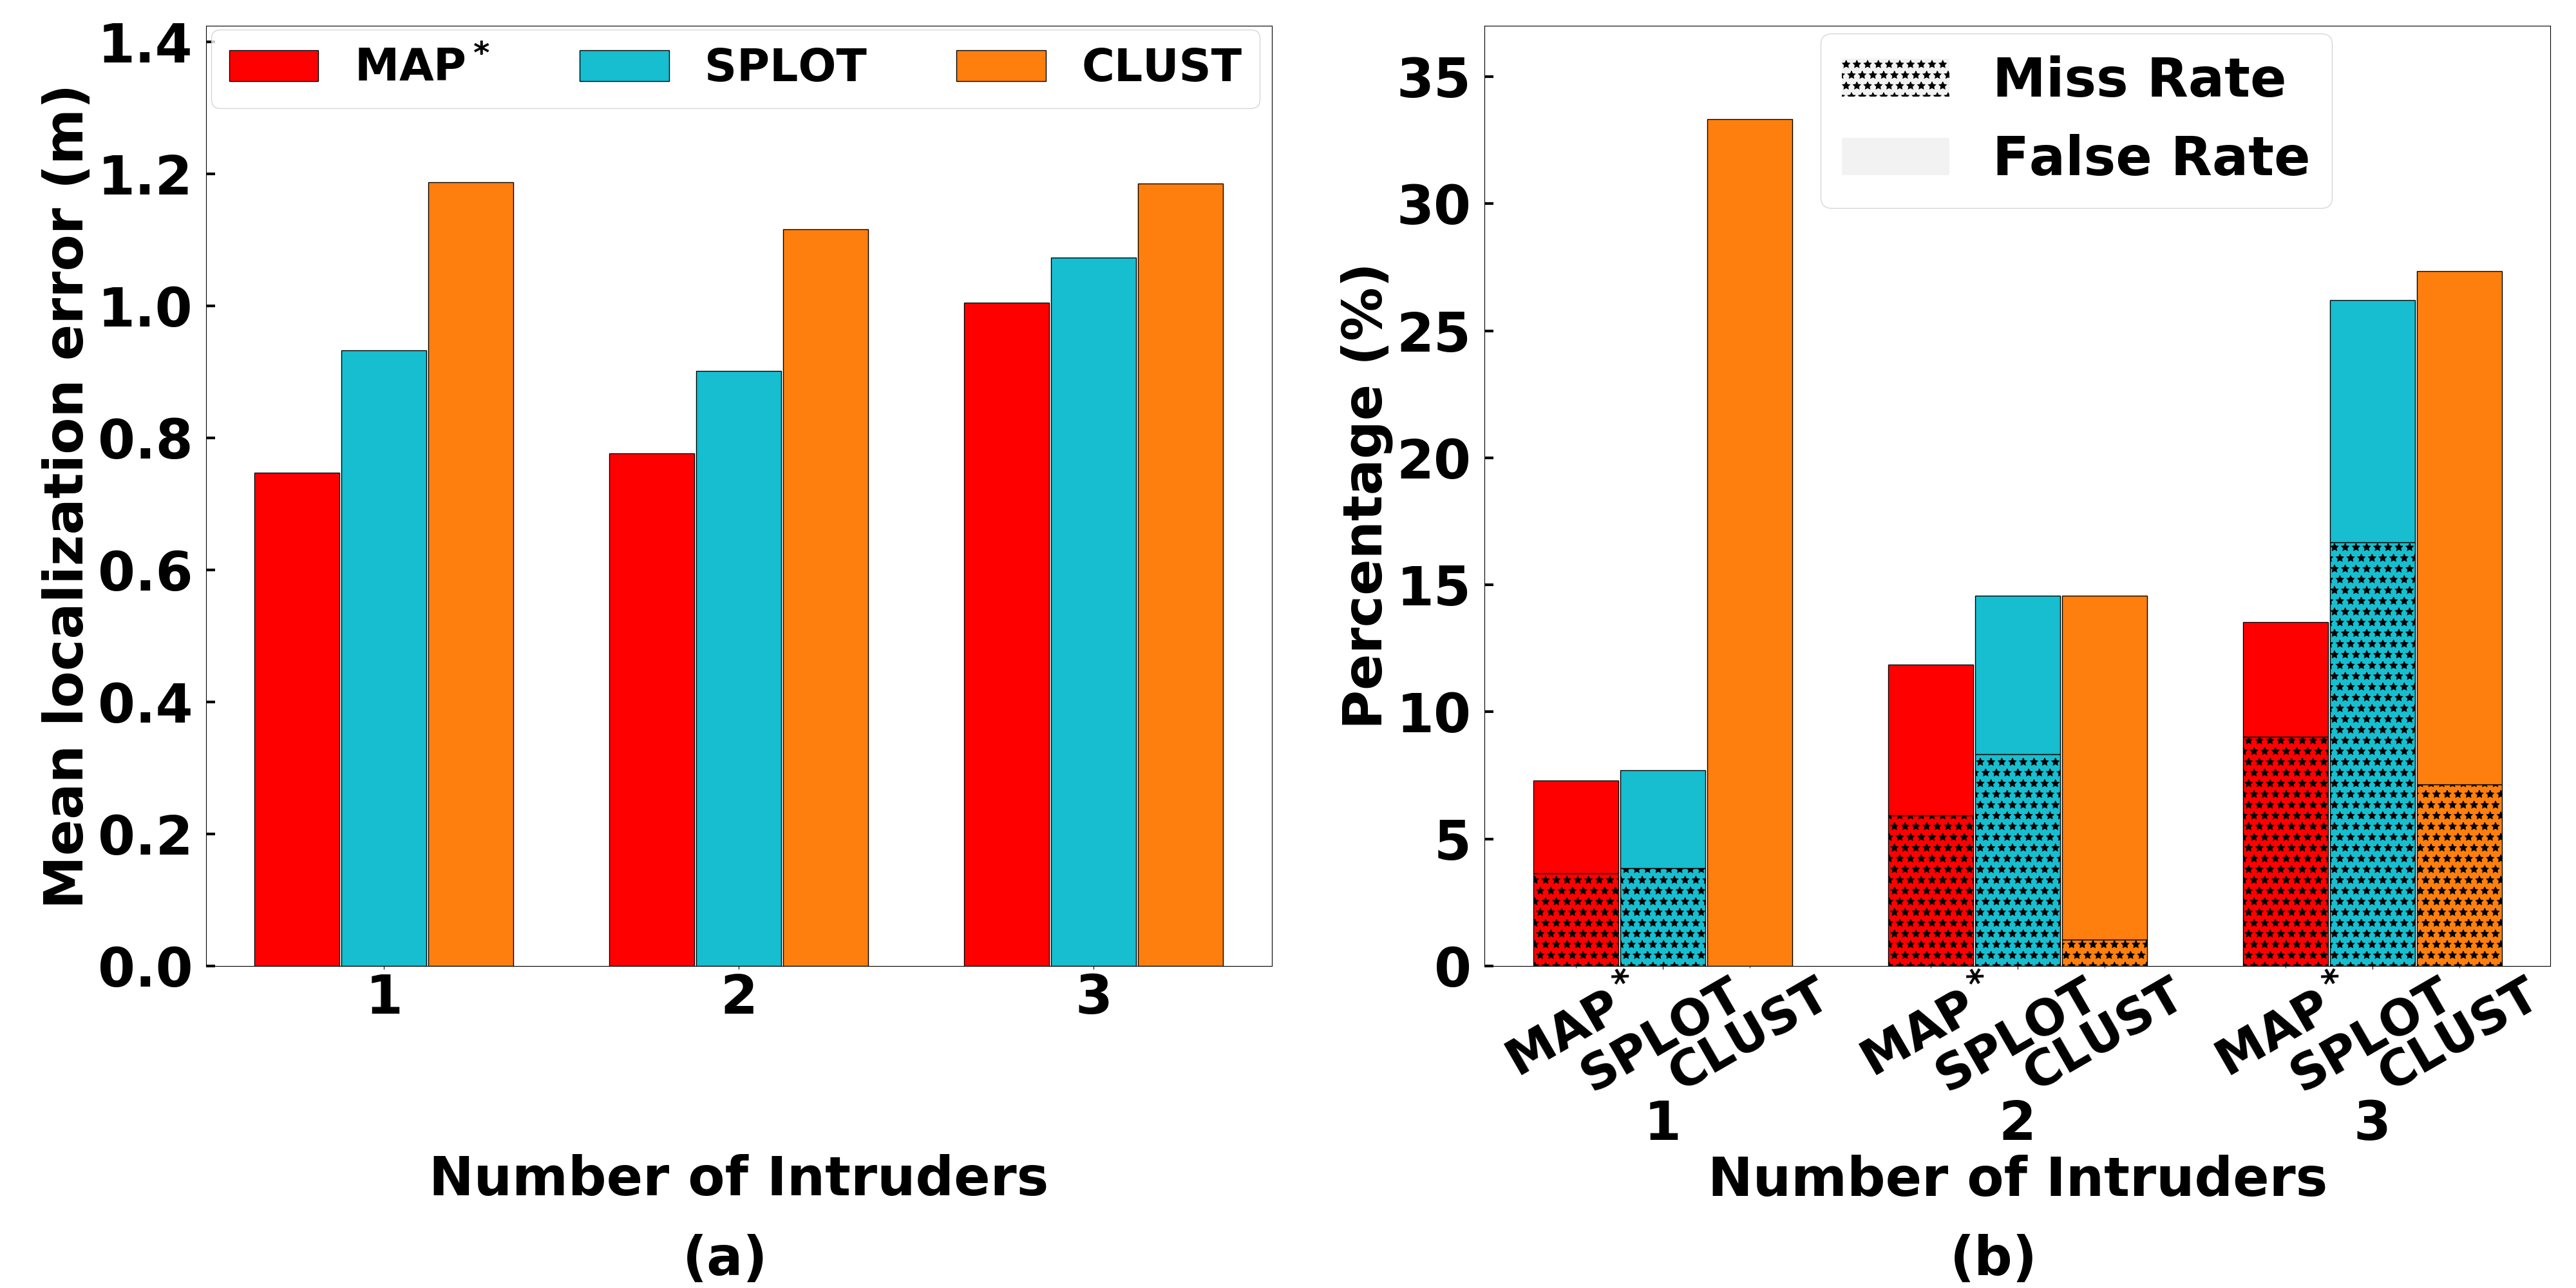 MAP* SPLOT CLUST
Mean localization error (m)
1.4
1.2
1.0
0.8
0.6
0.4
0.2
0.0
1 2 3
Number of Intruders
(a)
Miss Rate
False Rate
Percentage (%)
35
30
25
20
15
10
5
0
MAP* SPLOT CLUST MAP* SPLOT CLUST MAP* SPLOT CLUST
1 2 3
Number of Intruders
(b)